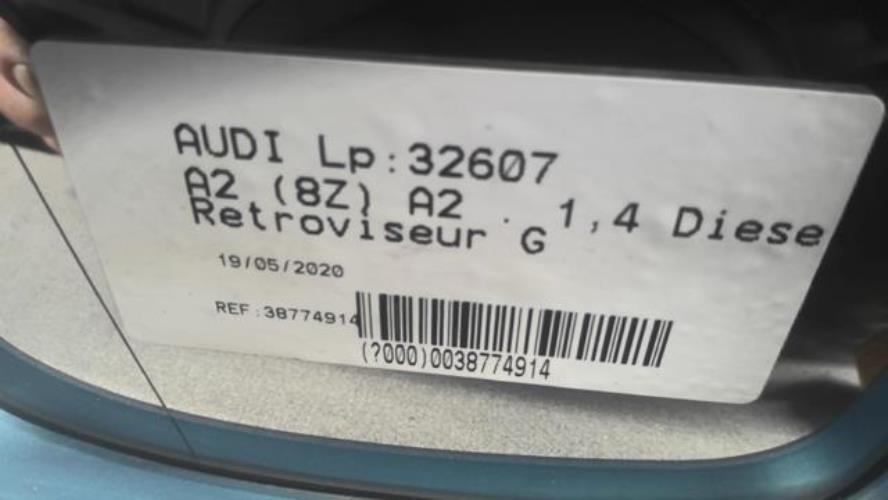 AUDI Lp:32607
A2 (8Z) A2 . 1,4 Diese
Retroviseur G
19/05/2020
REF:38774914
(?000)0038774914